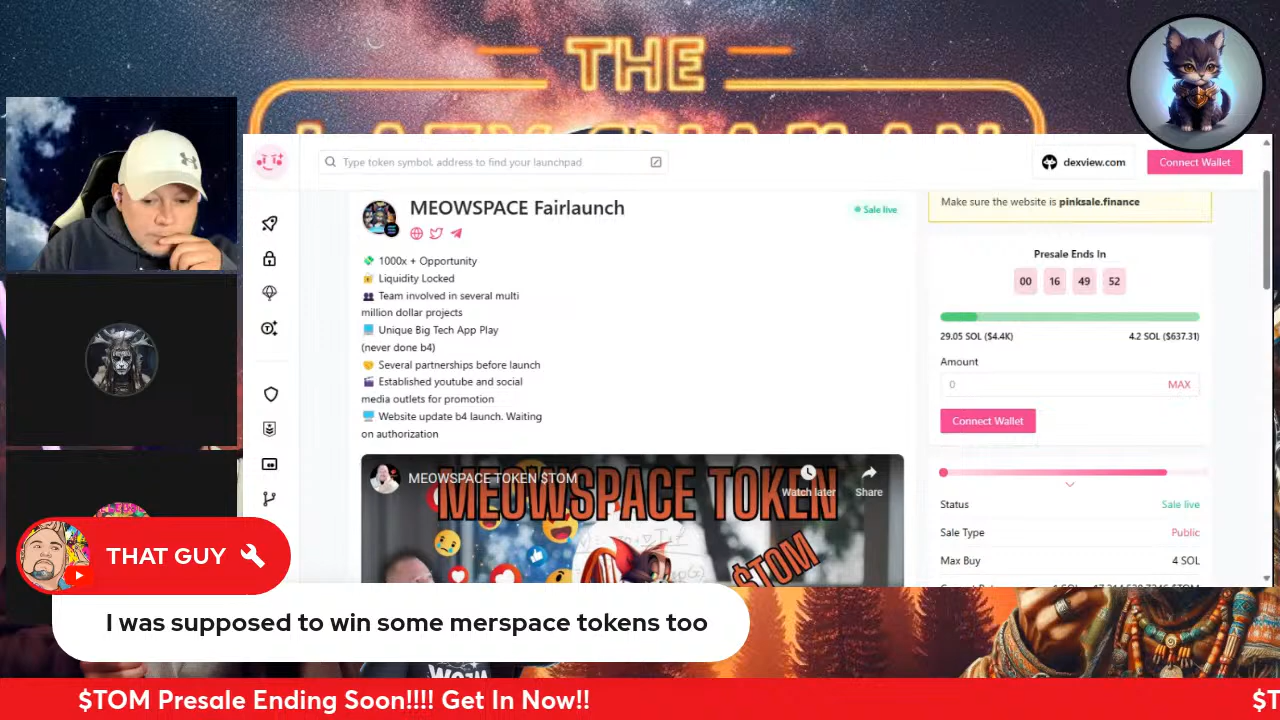 THE
Type token symbol, address to find your launchpad
dexview.com
Connect Wallet
MEOWSPACE Fairlaunch
Sale live
Make sure the website is pinksale.finance
1000x + Opportunity
Liquidity Locked
Team involved in several multi
million dollar projects
Unique Big Tech App Play
(never done b4)
Several partnerships before launch
Established youtube and social
media outlets for promotion
Website update b4 launch. Waiting
on authorization
Presale Ends In
00 16 49 52
29.05 SOL ($4.4K) 4.2 SOL ($637.31)
Amount
0 MAX
Connect Wallet
MEOWSPACE TOKEN $TOM
MEOWSPACE TOKEN
Watch later Share
$TOM
Status Sale live
Sale Type Public
Max Buy 4 SOL
THAT GUY
I was supposed to win some merspace tokens too
$TOM Presale Ending Soon!!!! Get In Now!!
$T